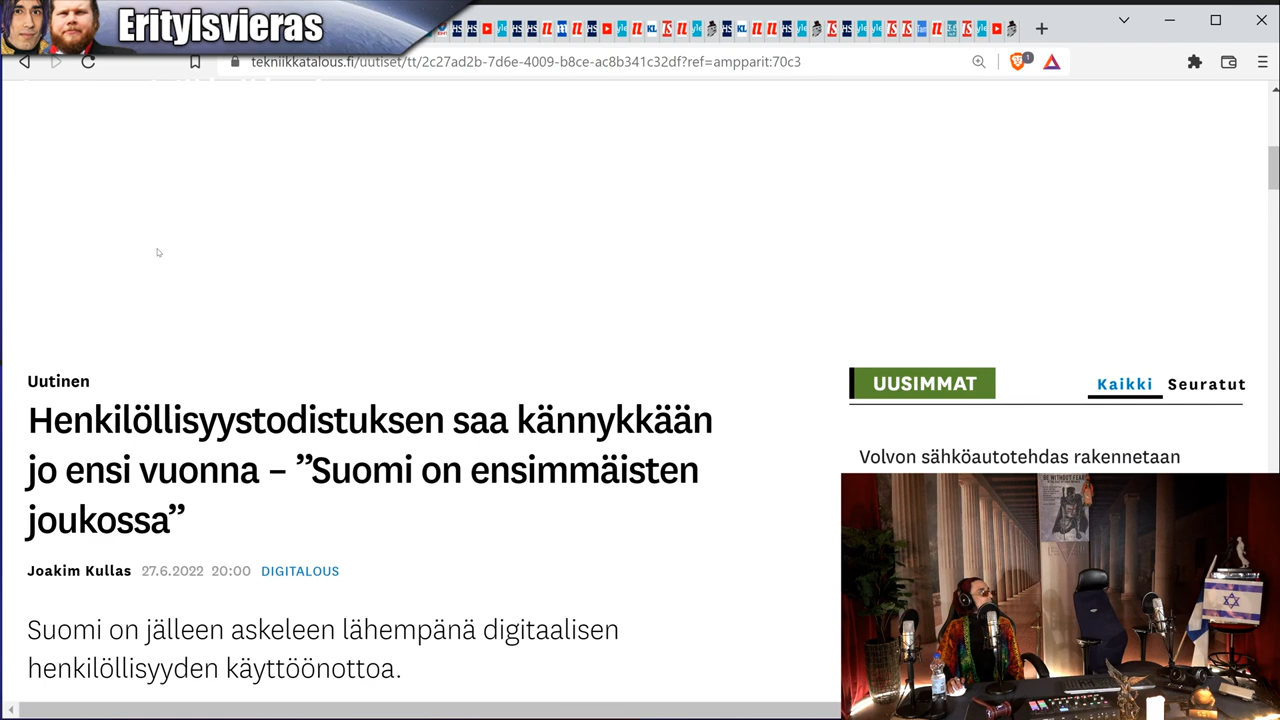 Erityisvieras
tekniikkatalous.fi/uutiset/tt/2c27ad2b-7d6e-4009-b8ce-ac8b341c32df?ref=ampparit:70c3
Uutinen
Henkilöllisyystodistuksen saa kännykkään
jo ensi vuonna – ”Suomi on ensimmäisten
joukossa”
Joakim Kullas 27.6.2022 20:00 DIGITALOUS
Suomi on jälleen askeleen lähempänä digitaalisen
henkilöllisyyden käyttöönottoa.
UUSIMMAT
Kaikki Seuratut
Volvon sähköautotehdas rakennetaan